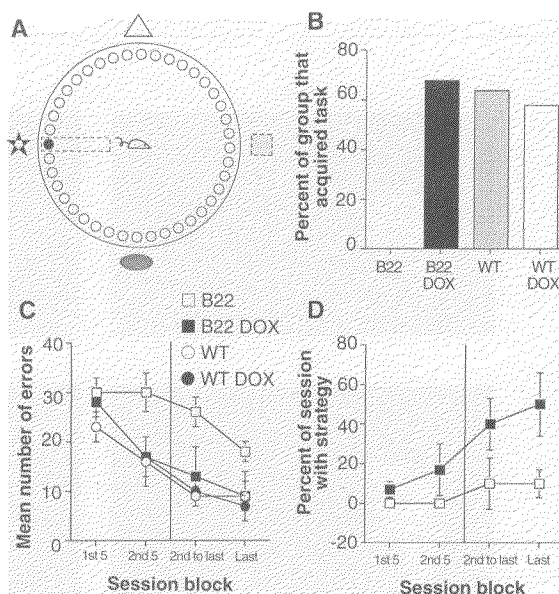 A
B
Percent of group that
acquired task
80
60
40
20
0
B22
B22
DOX
WT
WT
DOX
C
B22
B22 DOX
WT
WT DOX
Mean number of errors
40
30
20
10
0
1st 5
2nd 5
2nd to last
Last
Session block
D
Percent of session
with strategy
80
60
40
20
0
-20
1st 5
2nd 5
2nd to last
Last
Session block